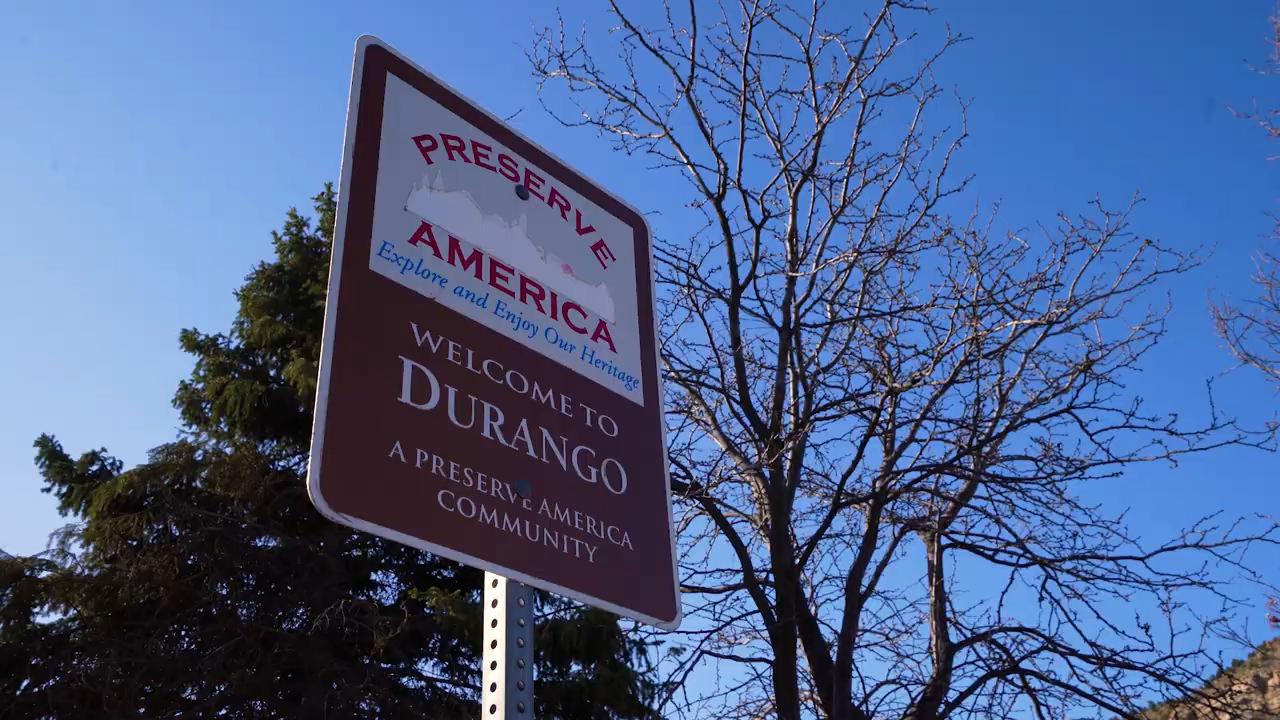 PRESERVE
AMERICA
Explore and Enjoy Our Heritage
WELCOME TO
DURANGO
A PRESERVE AMERICA
COMMUNITY